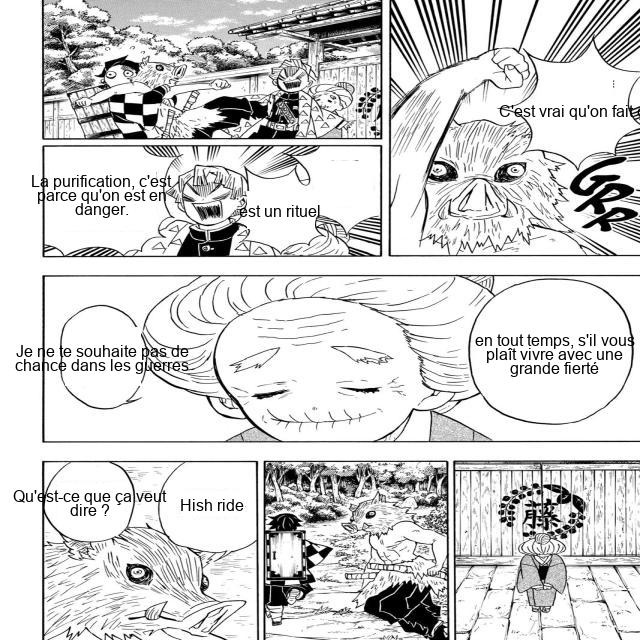 C'est vrai qu'on fait
GRR
La purification, c'est
parce qu'on est en
danger.
est un rituel
en tout temps, s'il vous
plaît vivre avec une
grande fierté
Je ne te souhaite pas de
chance dans les guerres
Qu'est-ce que ça veut
dire ?
Hish ride
藤